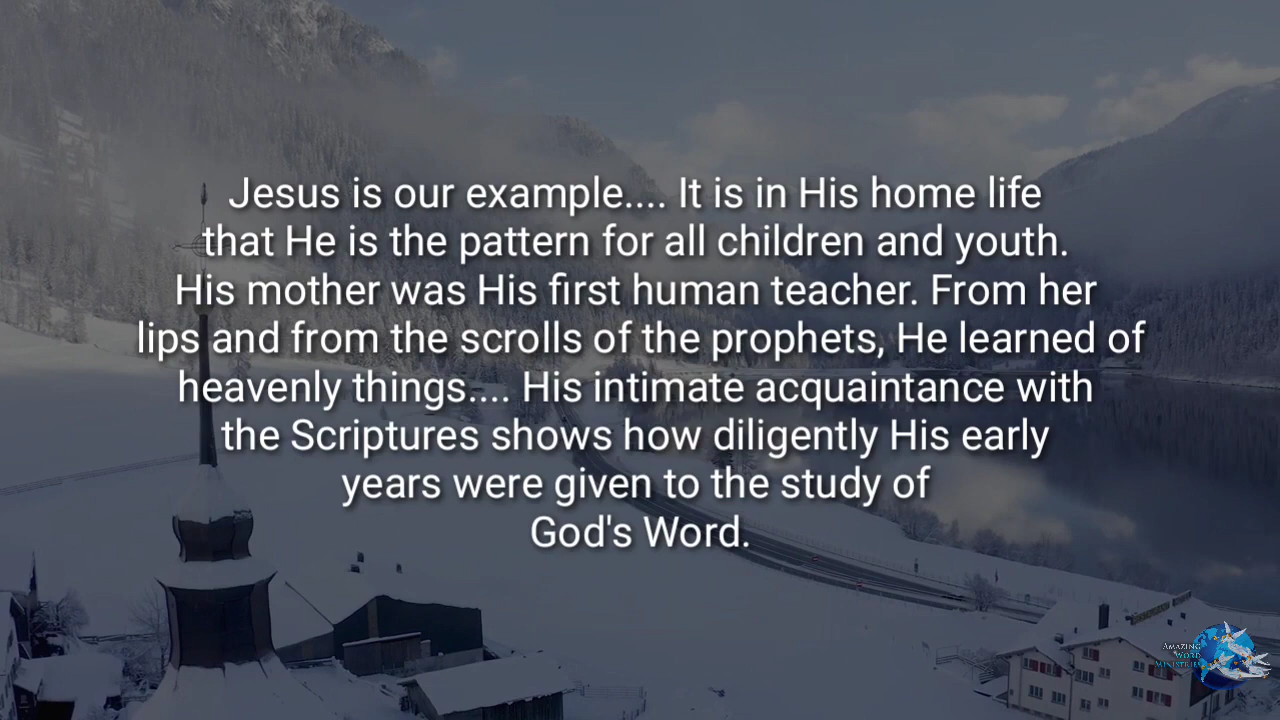 Jesus is our example.... It is in His home life
that He is the pattern for all children and youth.
His mother was His first human teacher. From her
lips and from the scrolls of the prophets, He learned of
heavenly things.... His intimate acquaintance with
the Scriptures shows how diligently His early
years were given to the study of
God's Word.
AMAZING
WORD
MINISTRIES